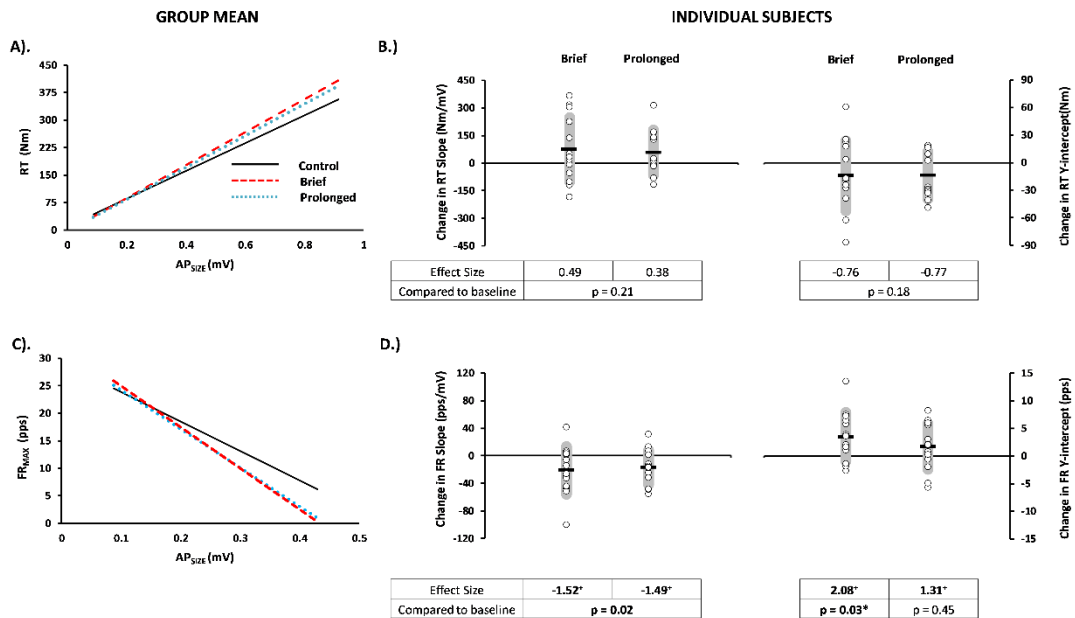 GROUP MEAN
INDIVIDUAL SUBJECTS
A).
450
375
300
225
150
75
0
RT (Nm)
0 0.2 0.4 0.6 0.8 1
AP_SIZE (mV)
Control
Brief
Prolonged
B.)
Brief Prolonged
450
300
150
0
-150
-300
-450
Change in RT Slope (Nm/mV)
Brief Prolonged
90
60
30
0
-30
-60
-90
Change in RT Y-intercept(Nm)
Effect Size 0.49 0.38
Compared to baseline p = 0.21
-0.76 -0.77
p = 0.18
C.)
30
25
20
15
10
5
0
FR_MAX (pps)
0 0.1 0.2 0.3 0.4 0.5
AP_SIZE (mV)
D.)
120
80
40
0
-40
-80
-120
Change in FR Slope (pps/mV)
15
10
5
0
-5
-10
-15
Change in FR Y-intercept (pps)
Effect Size -1.52⁺ -1.49⁺
Compared to baseline p = 0.02
2.08⁺ 1.31⁺
p = 0.03* p = 0.45